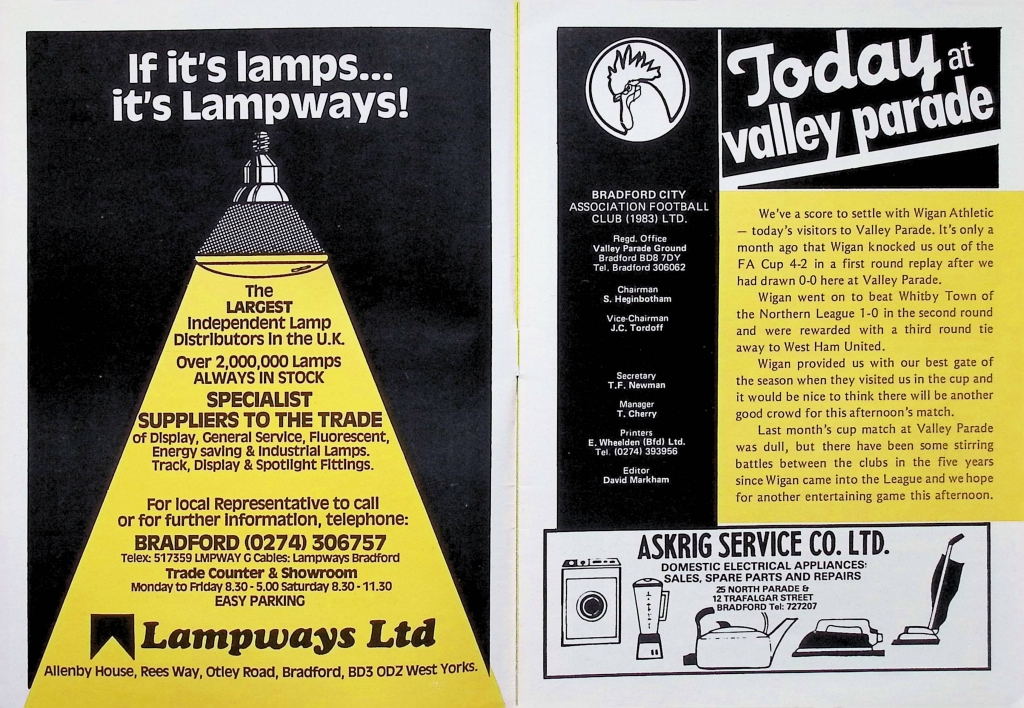 If it's lamps...
it's Lampways!
The
LARGEST
Independent Lamp
Distributors in the U.K.
Over 2,000,000 Lamps
ALWAYS IN STOCK
SPECIALIST
SUPPLIERS TO THE TRADE
of Display, General Service, Fluorescent,
Energy saving & Industrial Lamps.
Track, Display & Spotlight Fittings.
For local Representative to call
or for further information, telephone:
BRADFORD (0274) 306757
Telex: 517359 LMPWAY G Cables: Lampways Bradford
Trade Counter & Showroom
Monday to Friday 8.30 - 5.00 Saturday 8.30 - 11.30
EASY PARKING
Lampways Ltd
Allenby House, Rees Way, Otley Road, Bradford, BD3 0DZ West Yorks.
Today at
valley parade
BRADFORD CITY
ASSOCIATION FOOTBALL
CLUB (1983) LTD.
Regd. Office
Valley Parade Ground
Bradford BD8 7DY
Tel. Bradford 306062
Chairman
S. Heginbotham
Vice-Chairman
J.C. Tordoff
Secretary
T.F. Newman
Manager
T. Cherry
Printers
E. Wheelden (Bfd) Ltd.
Tel. (0274) 393956
Editor
David Markham
We've a score to settle with Wigan Athletic
— today's visitors to Valley Parade. It's only a
month ago that Wigan knocked us out of the
FA Cup 4-2 in a first round replay after we
had drawn 0-0 here at Valley Parade.
Wigan went on to beat Whitby Town of
the Northern League 1-0 in the second round
and were rewarded with a third round tie
away to West Ham United.
Wigan provided us with our best gate of
the season when they visited us in the cup and
it would be nice to think there will be another
good crowd for this afternoon's match.
Last month's cup match at Valley Parade
was dull, but there have been some stirring
battles between the clubs in the five years
since Wigan came into the League and we hope
for another entertaining game this afternoon.
ASKRIG SERVICE CO. LTD.
DOMESTIC ELECTRICAL APPLIANCES:
SALES, SPARE PARTS AND REPAIRS
25 NORTH PARADE &
12 TRAFALGAR STREET
BRADFORD Tel: 727207